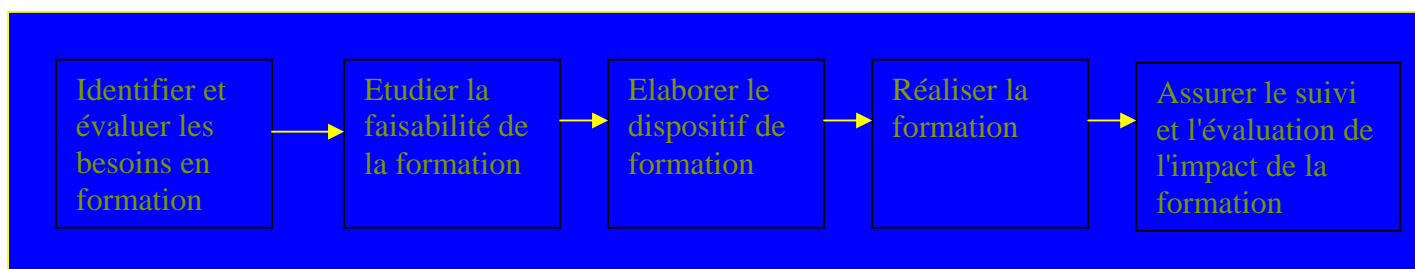 Identifier et
évaluer les
besoins en
formation
Etudier la
faisabilité de
la formation
Elaborer le
dispositif de
formation
Réaliser la
formation
Assurer le suivi
et l'évaluation de
l'impact de la
formation